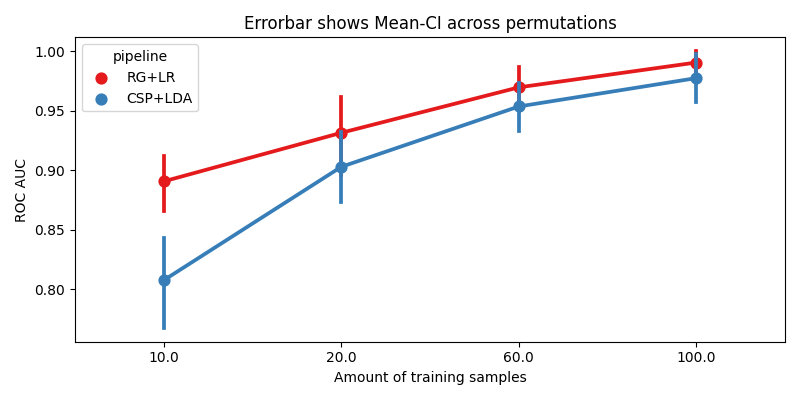 Errorbar shows Mean-CI across permutations
pipeline
RG+LR
CSP+LDA
ROC AUC
1.00
0.95
0.90
0.85
0.80
10.0
20.0
60.0
100.0
Amount of training samples